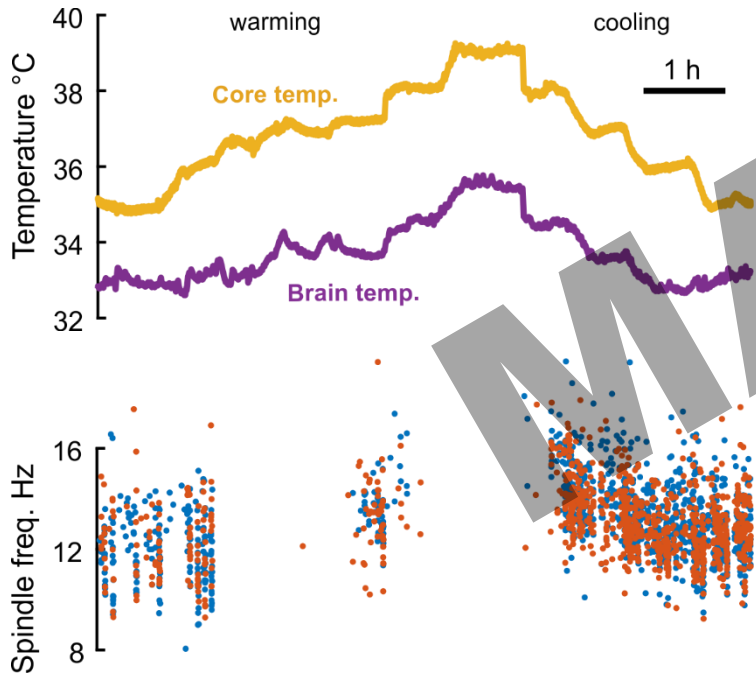 40
warming
cooling
1 h
38
Core temp.
Temperature °C
36
34
Brain temp.
32
16
Spindle freq. Hz
12
8
M